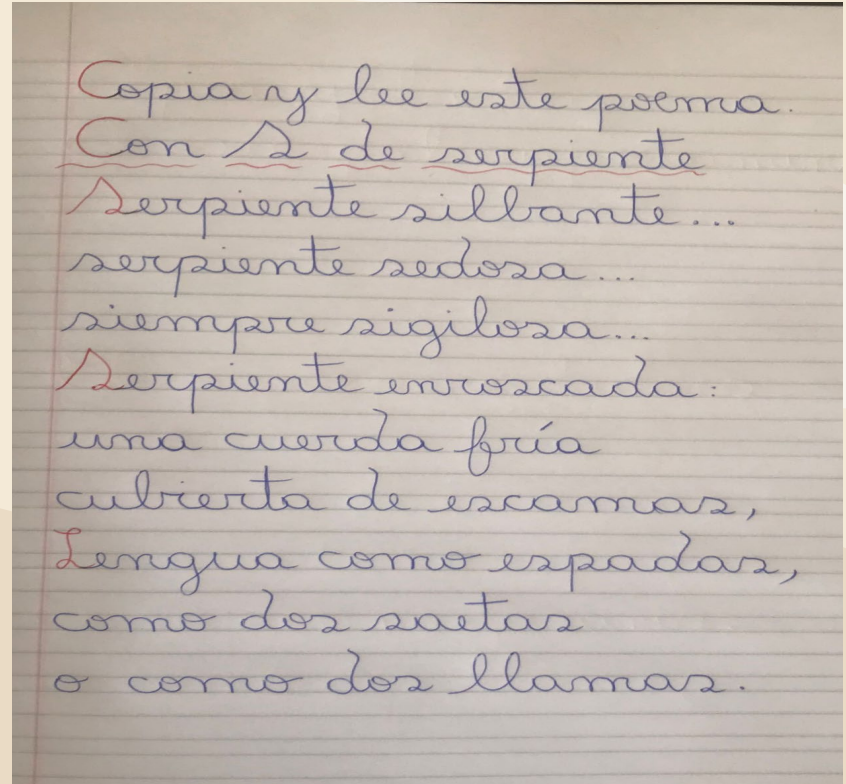 Copia y lee este poema.
Con S de serpiente
Serpiente silbante...
serpiente sedosa...
siempre sigilosa...
Serpiente enroscada:
una cuerda fría
cubierta de escamas,
Lengua como espadas,
como dos saetas
o como dos llamas.